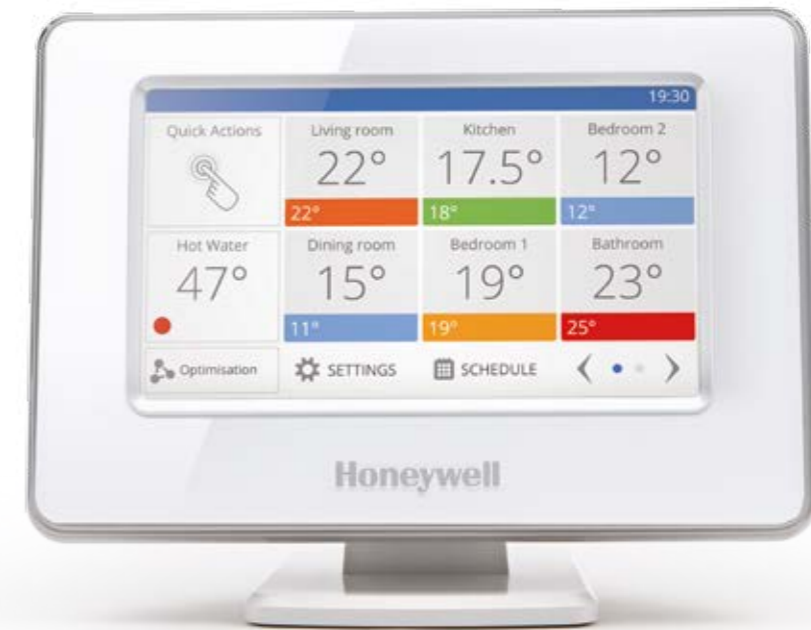 19:30
Quick Actions
Living room
22°
22°
Kitchen
17.5°
18°
Bedroom 2
12°
12°
Hot Water
47°
Dining room
15°
11°
Bedroom 1
19°
19°
Bathroom
23°
25°
Optimisation
SETTINGS
SCHEDULE
Honeywell